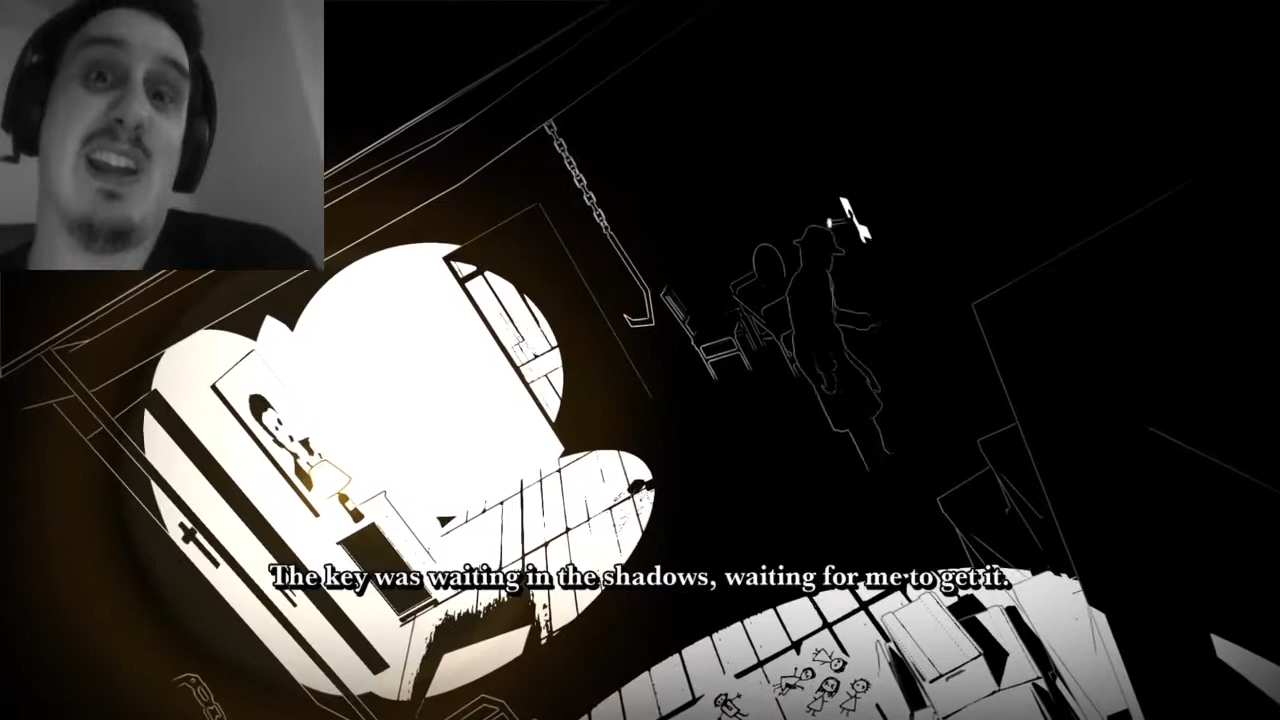 The key was waiting in the shadows, waiting for me to get it.